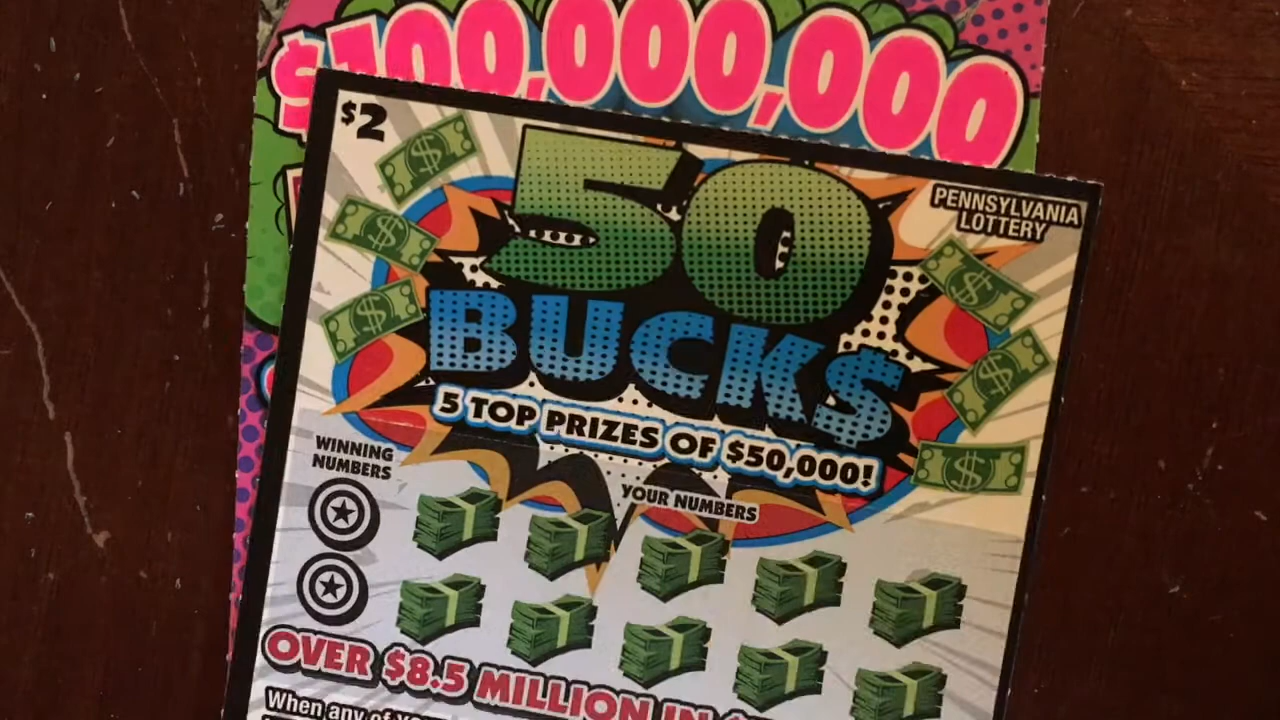 $100,000,000
$2
50
BUCK$
PENNSYLVANIA
LOTTERY
5 TOP PRIZES OF $50,000!
WINNING
NUMBERS
YOUR NUMBERS
OVER $8.5 MILLION IN
When any of